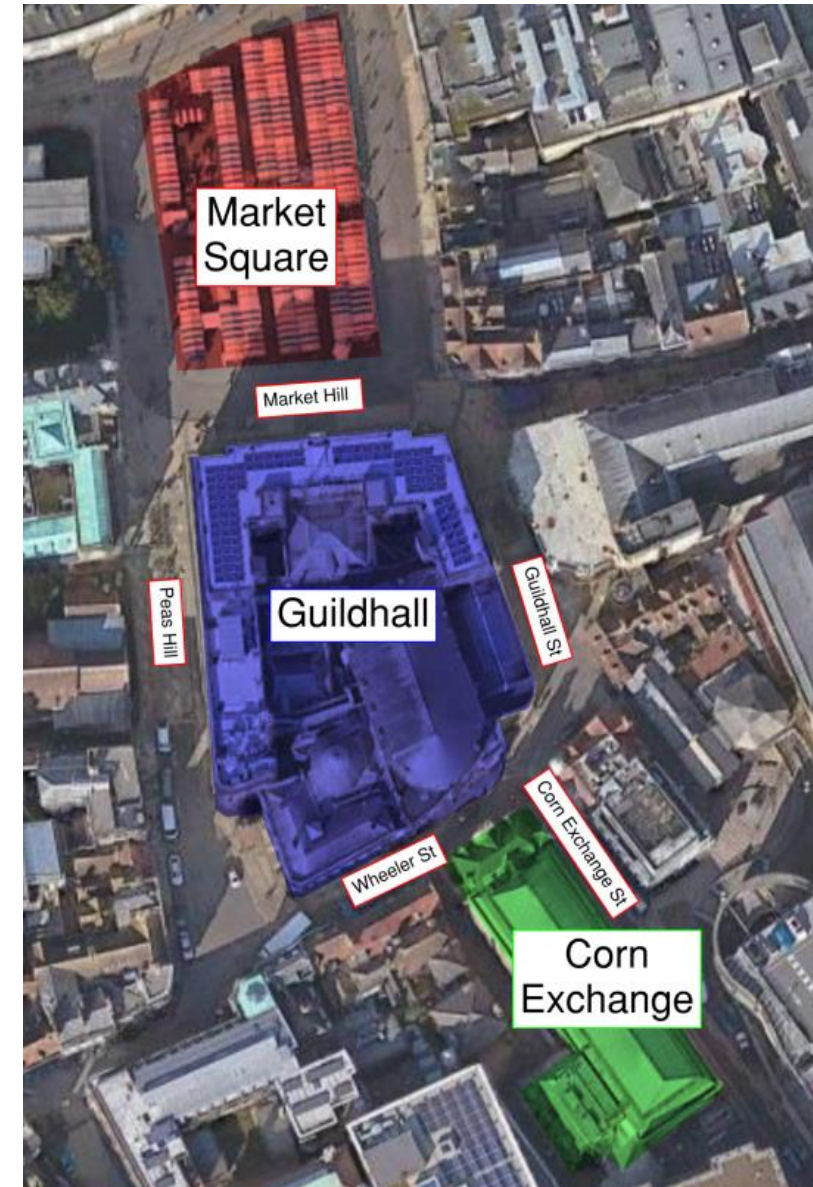 Market
Square
Market Hill
Guildhall
Peas Hill
Guildhall St
Corn Exchange St
Wheeler St
Corn
Exchange